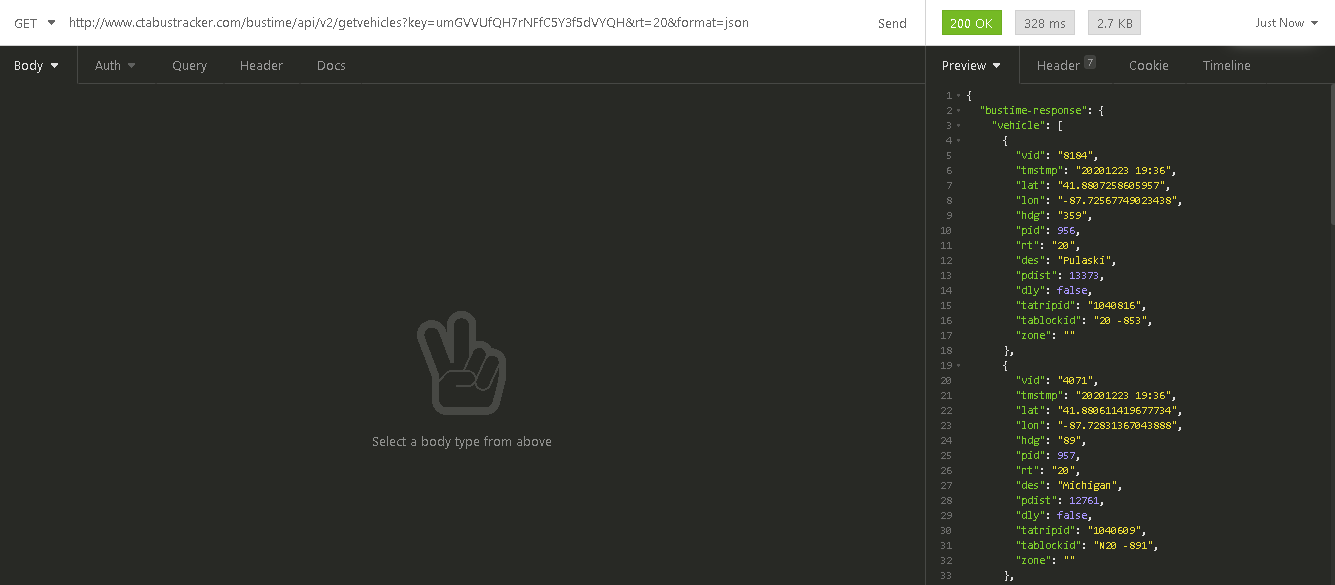 GET http://www.ctabustracker.com/bustime/api/v2/getvehicles?key=umGVVUfQH7rNFfC5Y3f5dVYQH&rt=20&format=json Send 200 OK 328 ms 2.7 KB Just Now
Body Auth Query Header Docs Preview Header 7 Cookie Timeline
1 {
2 "bustime-response": {
3 "vehicle": [
4 {
5 "vid": "8184",
6 "tmstmp": "20201223 19:36",
7 "lat": "41.8807258605957",
8 "lon": "-87.72567749023438",
9 "hdg": "359",
10 "pid": 956,
11 "rt": "20",
12 "des": "Pulaski",
13 "pdist": 13373,
14 "dly": false,
15 "tatripid": "1040816",
16 "tablockid": "20 -853",
17 "zone": ""
18 },
19 {
20 "vid": "4071",
21 "tmstmp": "20201223 19:36",
22 "lat": "41.880611419677734",
23 "lon": "-87.72831367043888",
24 "hdg": "89",
25 "pid": 957,
26 "rt": "20",
27 "des": "Michigan",
28 "pdist": 12761,
29 "dly": false,
30 "tatripid": "1040609",
31 "tablockid": "N20 -891",
32 "zone": ""
33 },
Select a body type from above